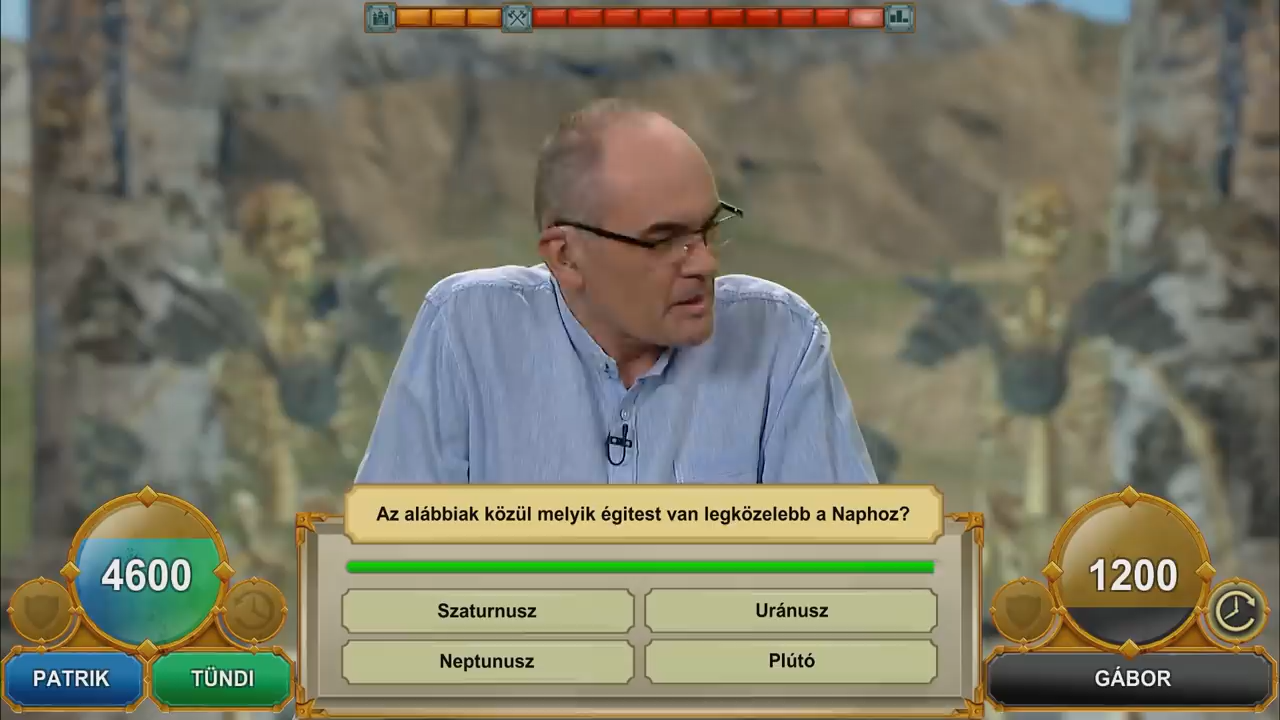 Az alábbiak közül melyik égitest van legközelebb a Naphoz?
4600
1200
Szaturnusz
Uránusz
Neptunusz
Plútó
PATRIK
TÜNDI
GÁBOR